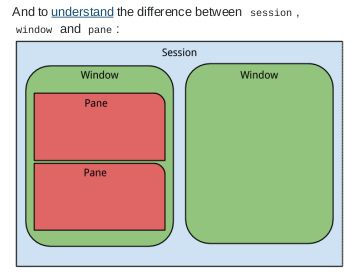 And to understand the difference between session ,
window and pane :
Session
Window Window
Pane
Pane